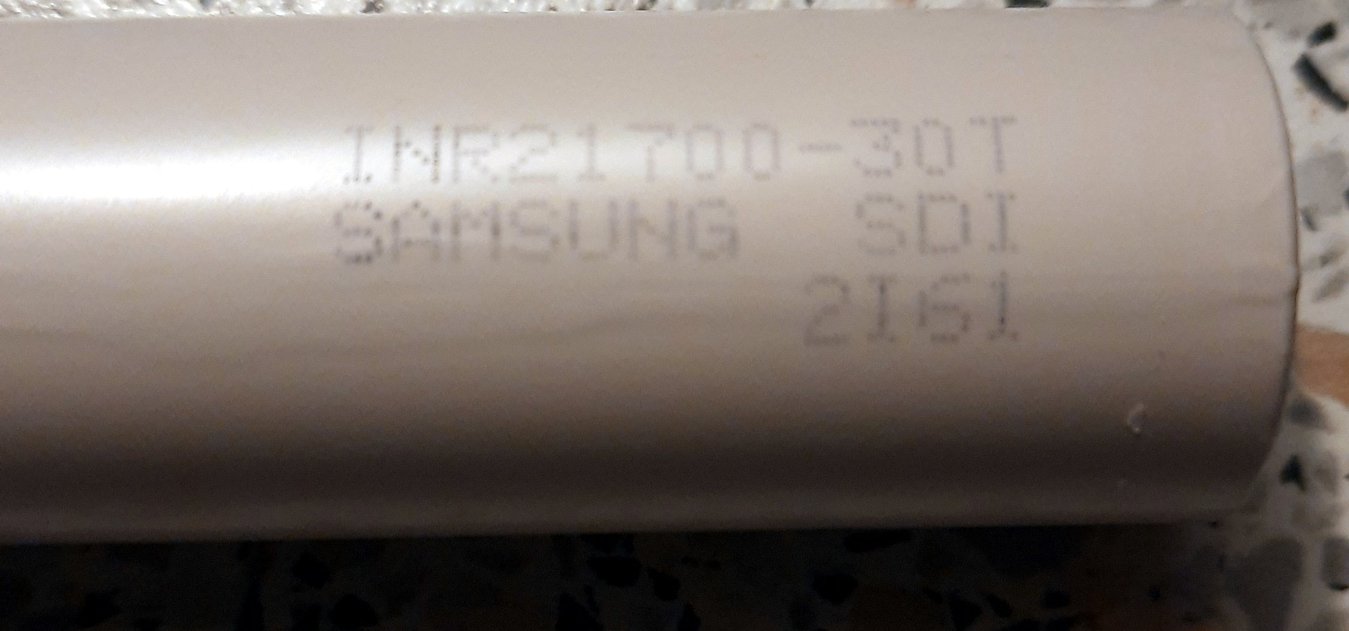 INR21700-30T
SAMSUNG SDI
2I61